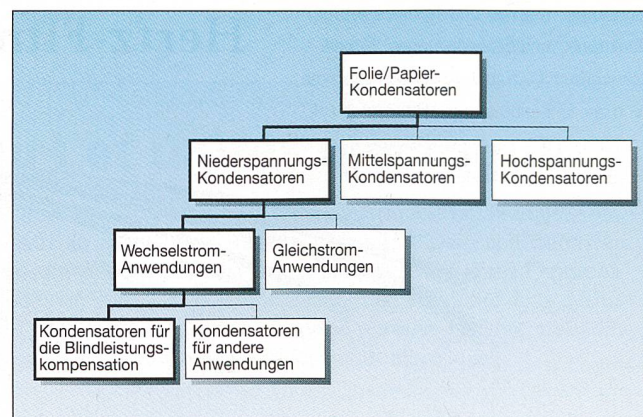 Folie/Papier-
Kondensatoren
Niederspannungs-
Kondensatoren
Mittelspannungs-
Kondensatoren
Hochspannungs-
Kondensatoren
Wechselstrom-
Anwendungen
Gleichstrom-
Anwendungen
Kondensatoren für
die Blindleistungs-
kompensation
Kondensatoren
für andere
Anwendungen